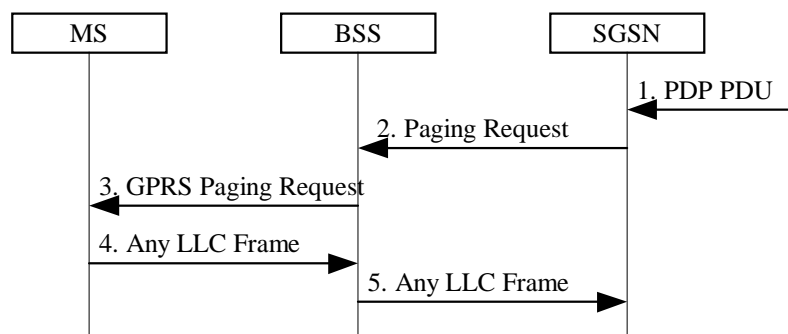 MS
BSS
SGSN
1. PDP PDU
2. Paging Request
3. GPRS Paging Request
4. Any LLC Frame
5. Any LLC Frame